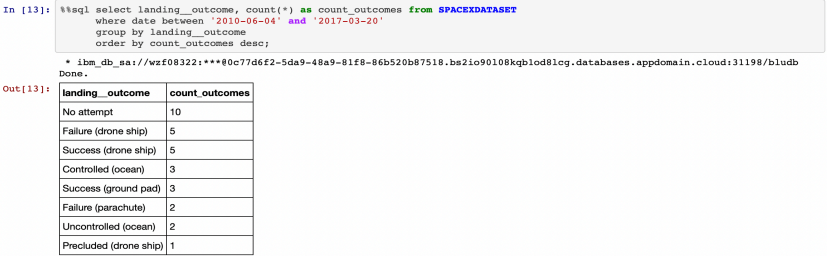 In [13]: %%sql select landing__outcome, count(*) as count_outcomes from SPACEXDATASET
where date between '2010-06-04' and '2017-03-20'
group by landing__outcome
order by count_outcomes desc;
* ibm_db_sa://wzf08322:***@0c77d6f2-5da9-48a9-81f8-86b520b87518.bs2io90l08kqb1od8lcg.databases.appdomain.cloud:31198/bludb
Done.
Out[13]:
landing__outcome count_outcomes
No attempt 10
Failure (drone ship) 5
Success (drone ship) 5
Controlled (ocean) 3
Success (ground pad) 3
Failure (parachute) 2
Uncontrolled (ocean) 2
Precluded (drone ship) 1